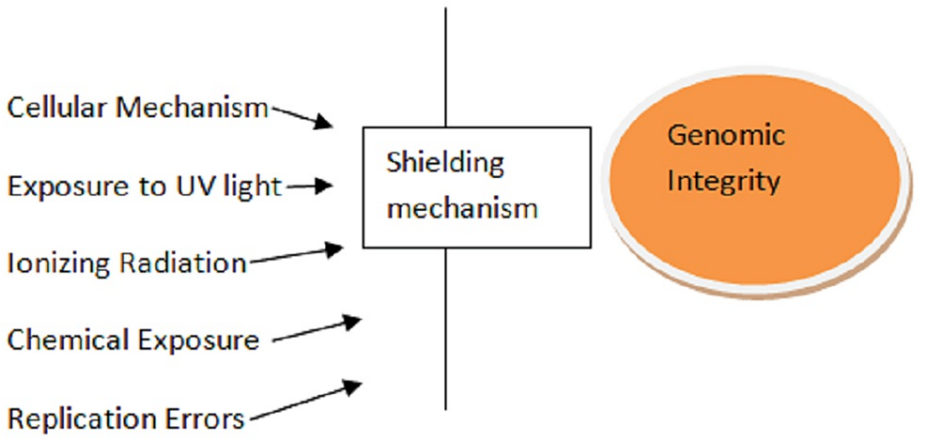 Cellular Mechanism
Exposure to UV light
Ionizing Radiation
Chemical Exposure
Replication Errors
Shielding
mechanism
Genomic
Integrity